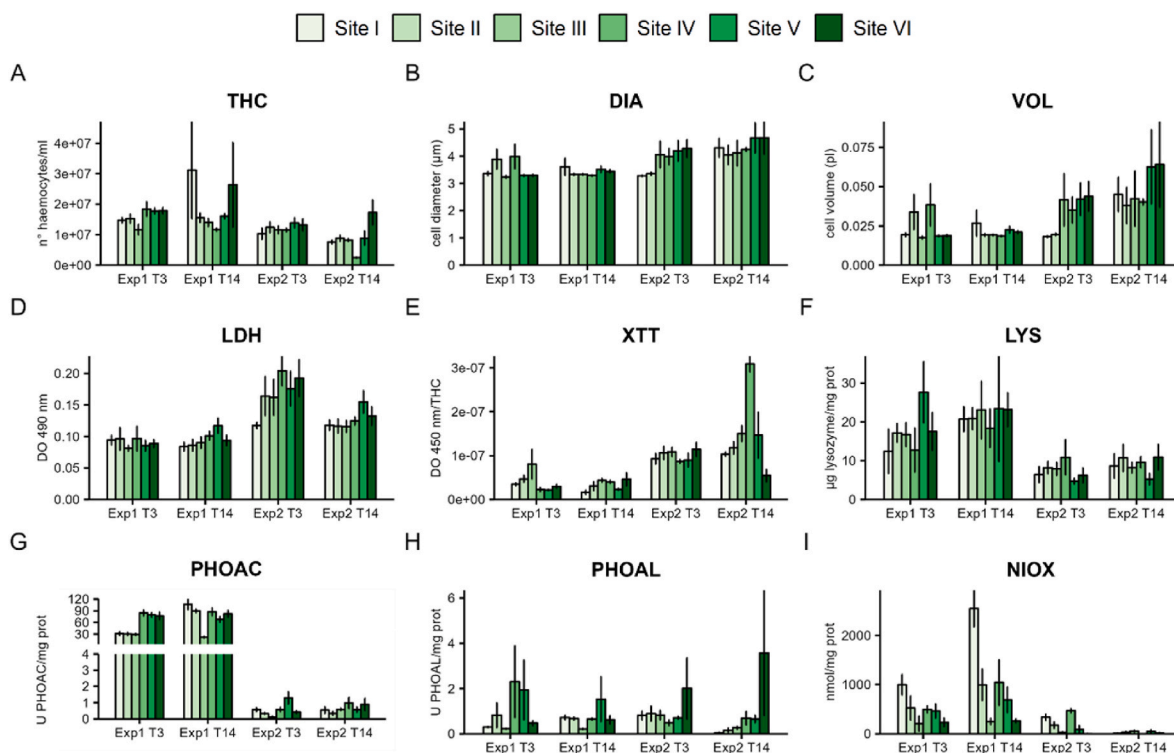 Site I Site II Site III Site IV Site V Site VI
A B C
THC DIA VOL
n° haemocytes/ml
4e+07
3e+07
2e+07
1e+07
0e+00
Exp1 T3 Exp1 T14 Exp2 T3 Exp2 T14
cell diameter (µm)
5
4
3
2
1
0
Exp1 T3 Exp1 T14 Exp2 T3 Exp2 T14
cell volume (pl)
0.075
0.050
0.025
0.000
Exp1 T3 Exp1 T14 Exp2 T3 Exp2 T14
D E F
LDH XTT LYS
DO 490 nm
0.20
0.15
0.10
0.05
0.00
Exp1 T3 Exp1 T14 Exp2 T3 Exp2 T14
DO 450 nm/THC
3e-07
2e-07
1e-07
0e+00
Exp1 T3 Exp1 T14 Exp2 T3 Exp2 T14
µg lysozyme/mg prot
30
20
10
0
Exp1 T3 Exp1 T14 Exp2 T3 Exp2 T14
G H I
PHOAC PHOAL NIOX
U PHOAC/mg prot
120
90
60
30
4
3
2
1
0
Exp1 T3 Exp1 T14 Exp2 T3 Exp2 T14
U PHOAL/mg prot
6
4
2
0
Exp1 T3 Exp1 T14 Exp2 T3 Exp2 T14
nmol/mg prot
2000
1000
0
Exp1 T3 Exp1 T14 Exp2 T3 Exp2 T14